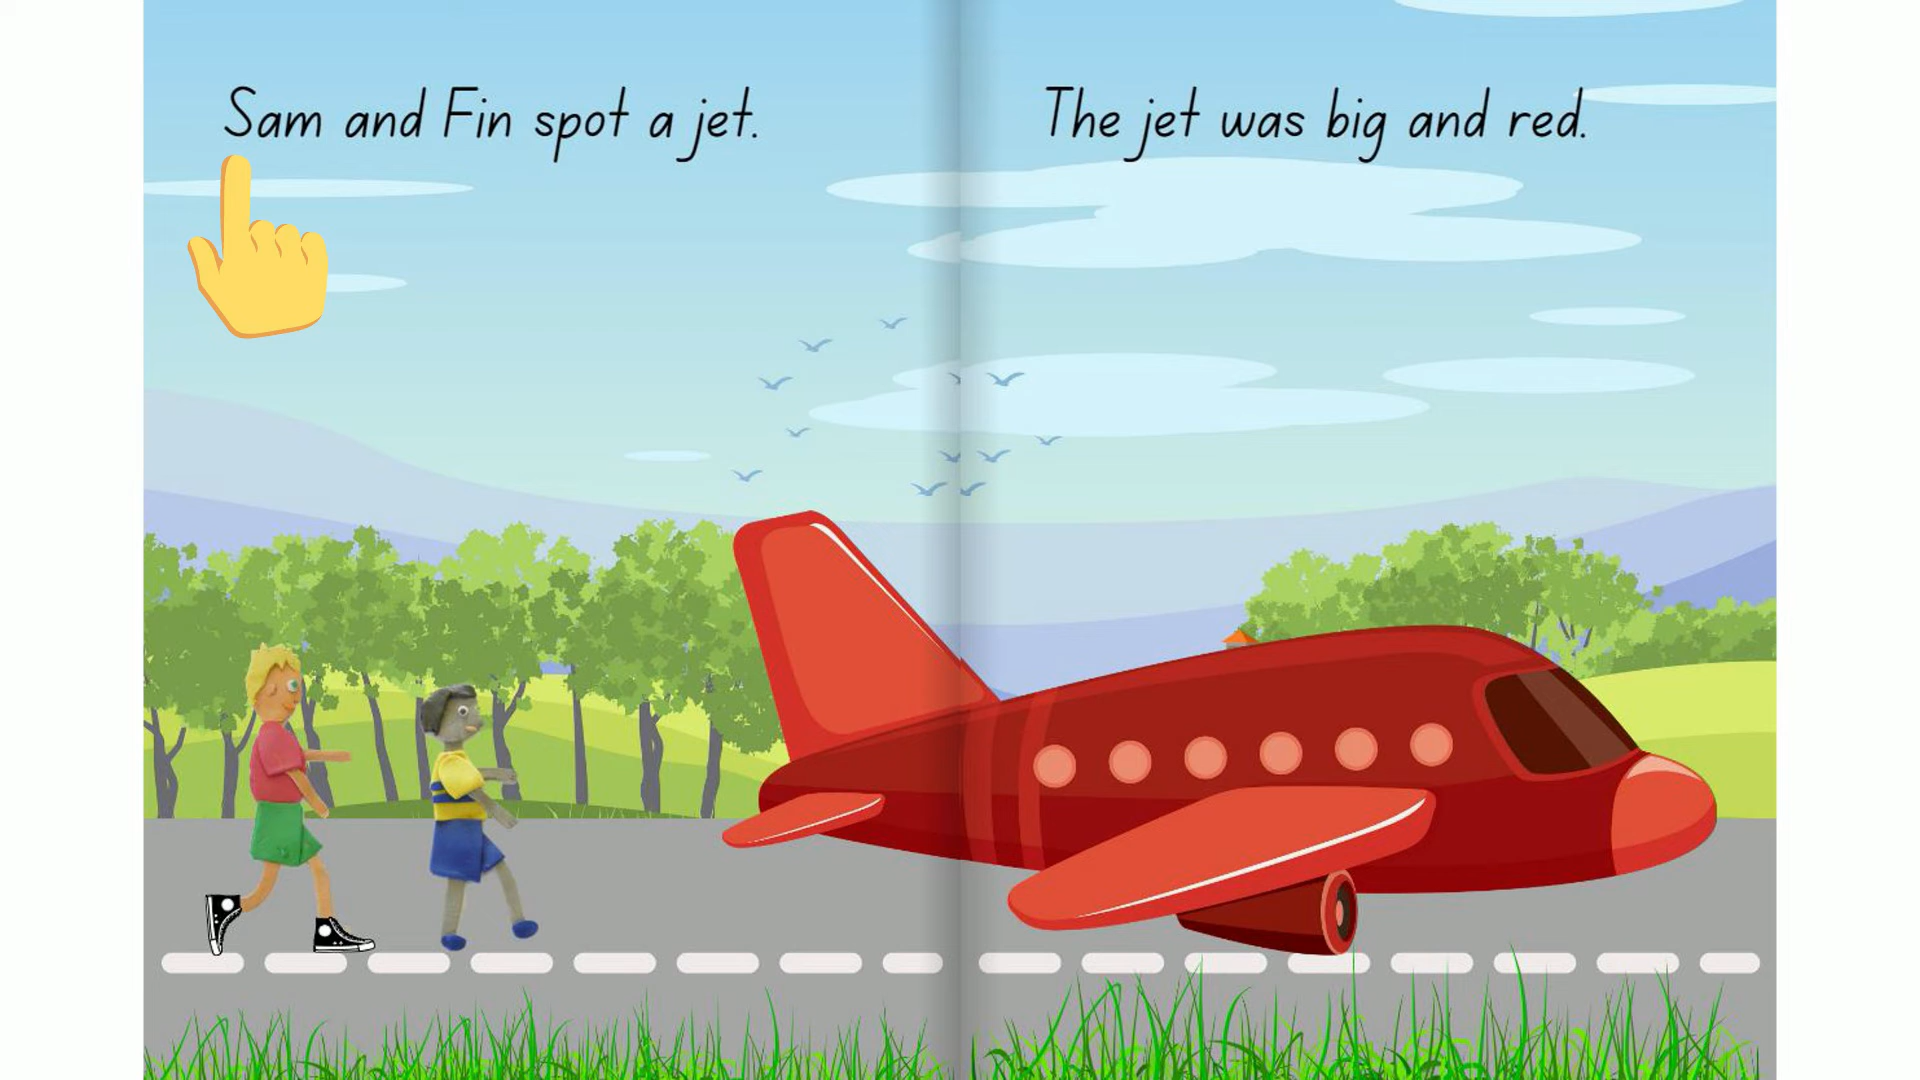 Sam and Fin spot a jet.
The jet was big and red.